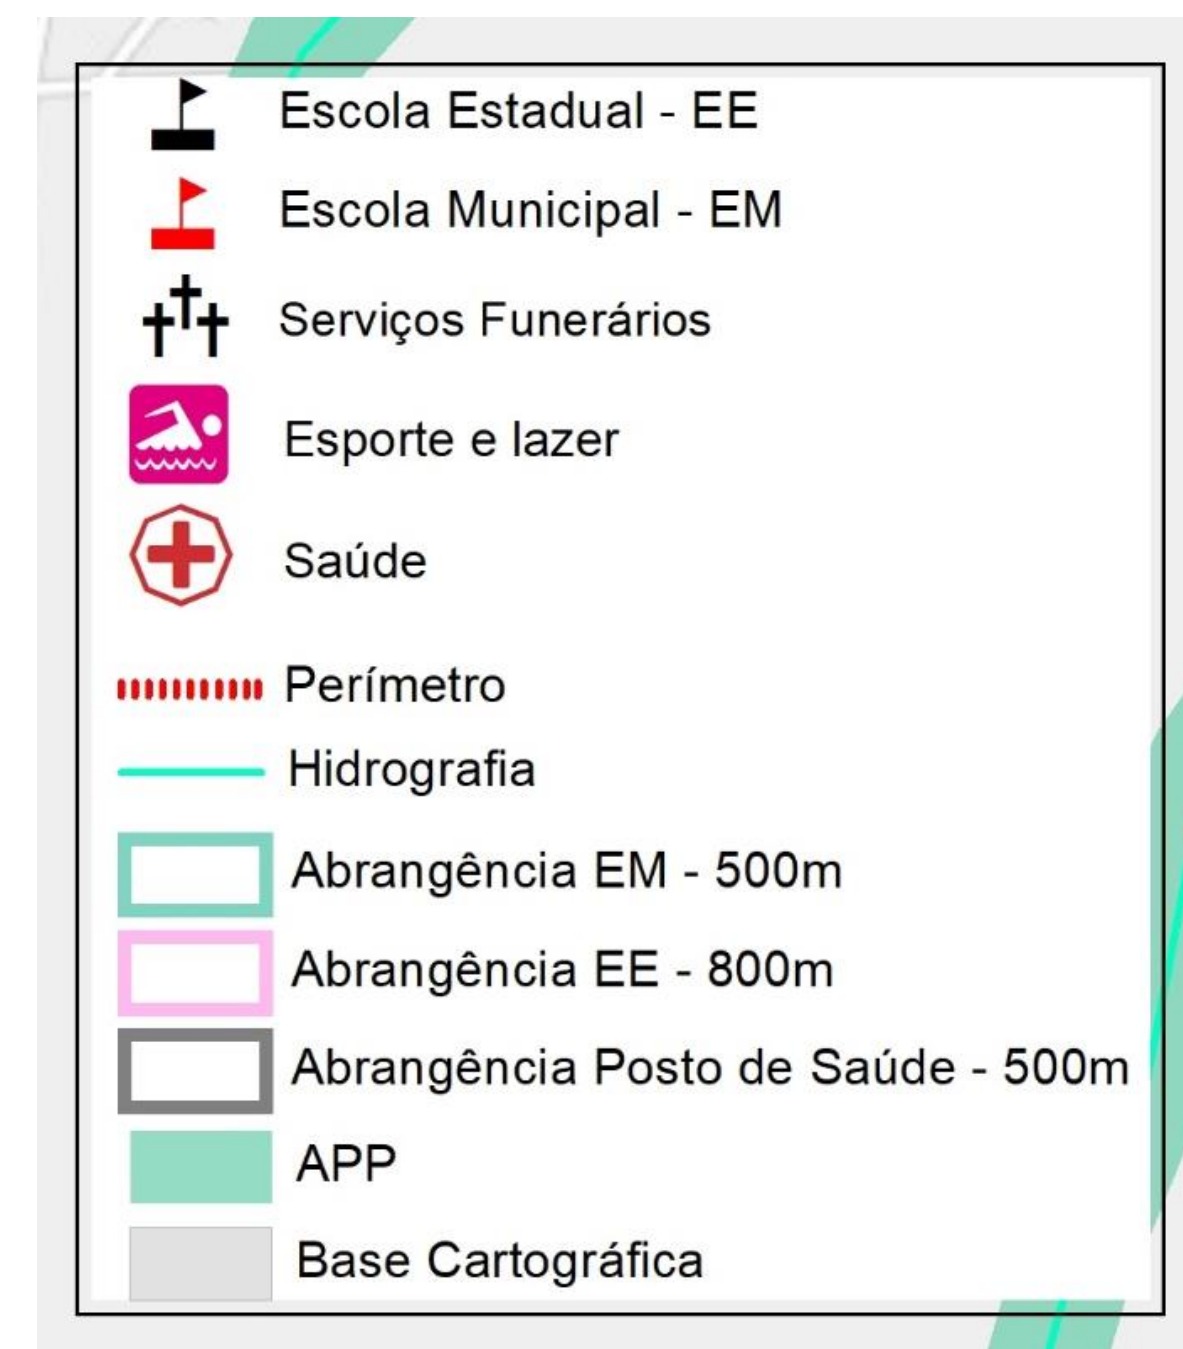 Escola Estadual - EE
Escola Municipal - EM
Serviços Funerários
Esporte e lazer
Saúde
Perímetro
Hidrografia
Abrangência EM - 500m
Abrangência EE - 800m
Abrangência Posto de Saúde - 500m
APP
Base Cartográfica